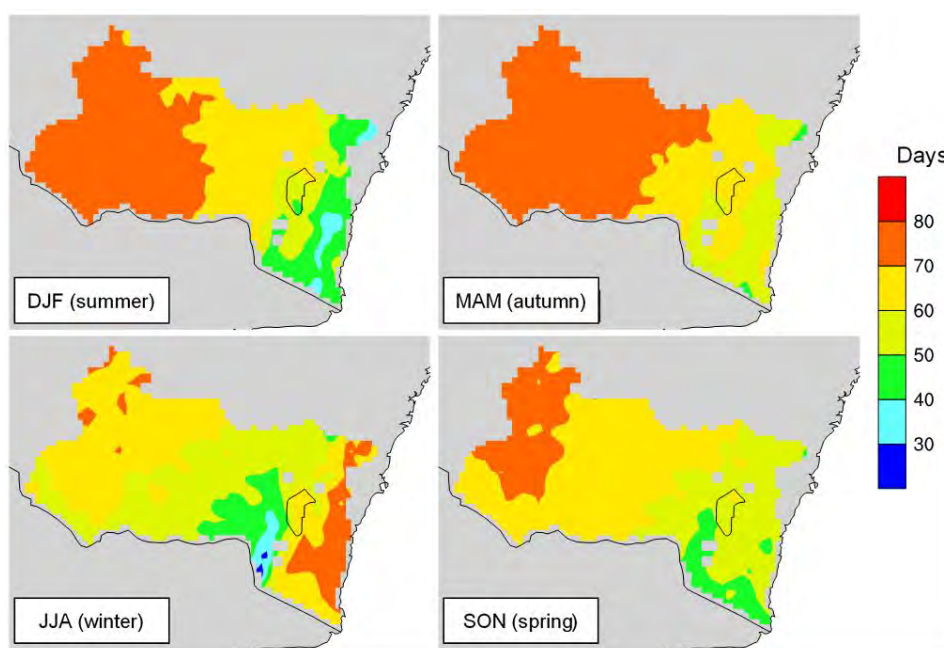 DJF (summer)
MAM (autumn)
Days
80
70
60
50
40
30
JJA (winter)
SON (spring)